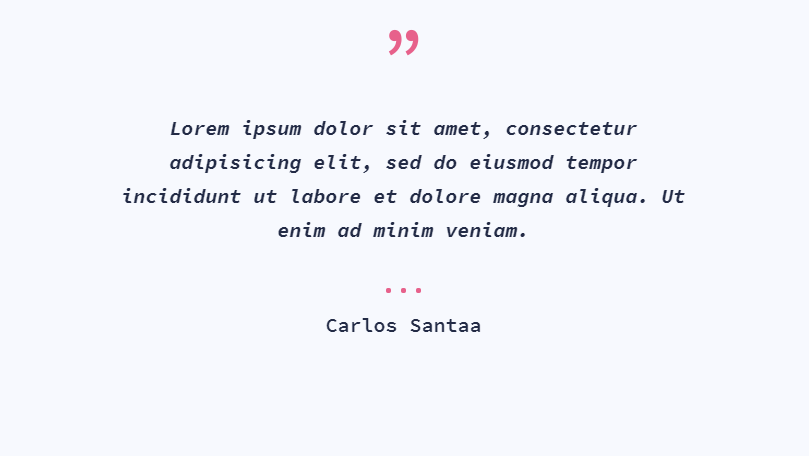 ”
Lorem ipsum dolor sit amet, consectetur
adipisicing elit, sed do eiusmod tempor
incididunt ut labore et dolore magna aliqua. Ut
enim ad minim veniam.
...
Carlos Santaa